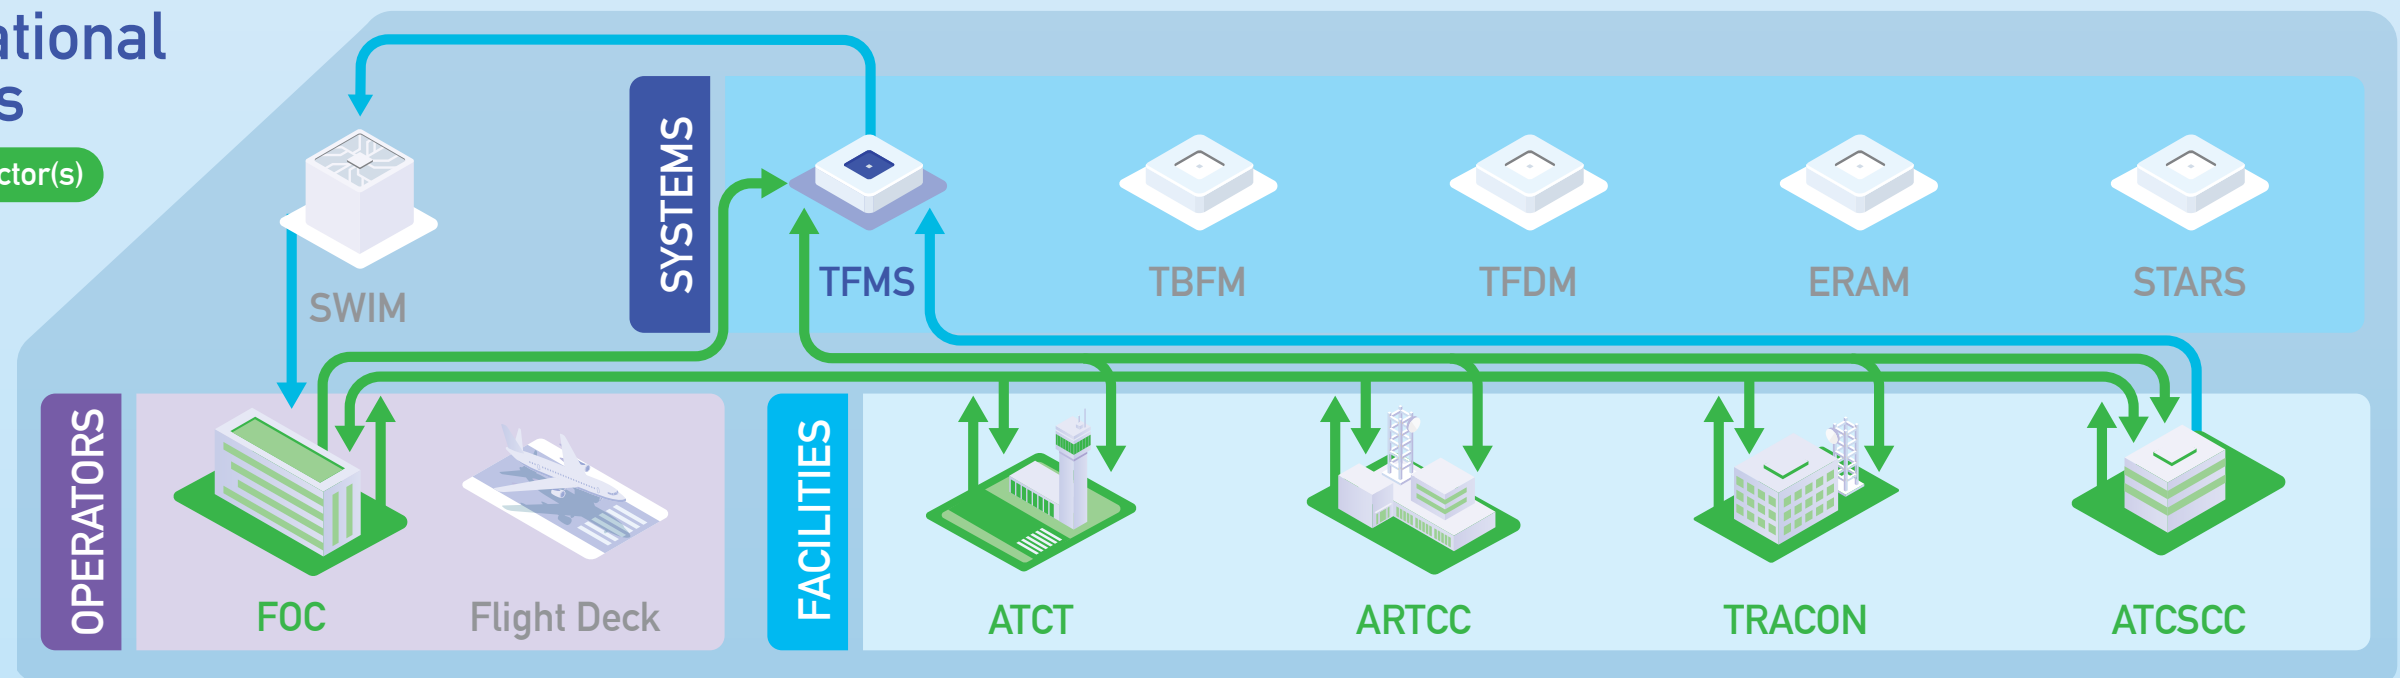 ational
s
ctor(s)
SYSTEMS
SWIM
TFMS
TBFM
TFDM
ERAM
STARS
OPERATORS
FOC
Flight Deck
FACILITIES
ATCT
ARTCC
TRACON
ATCSCC